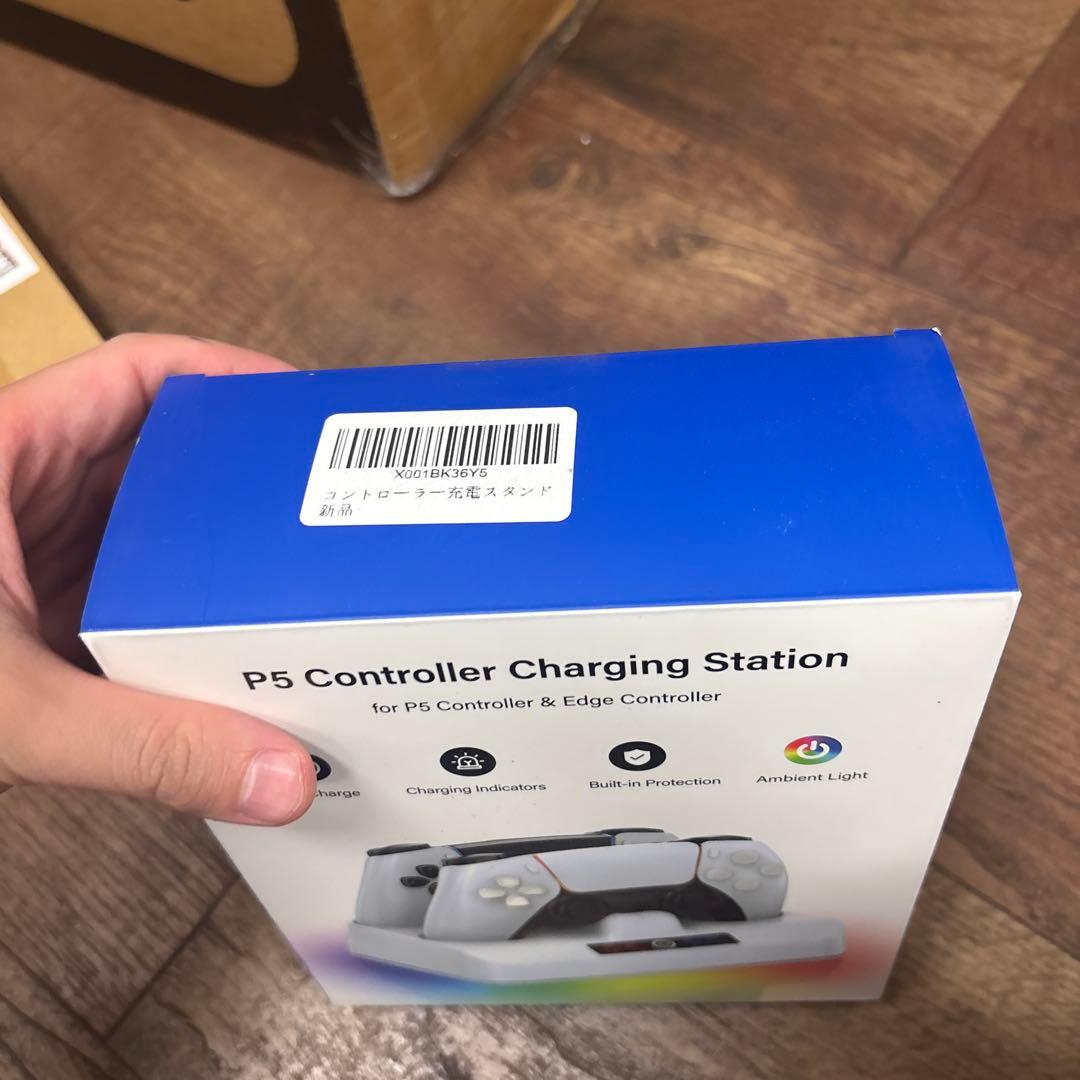 X001BK36Y5
コントローラー充電スタンド
新品
P5 Controller Charging Station
for P5 Controller & Edge Controller
Charge
Charging Indicators
Built-in Protection
Ambient Light